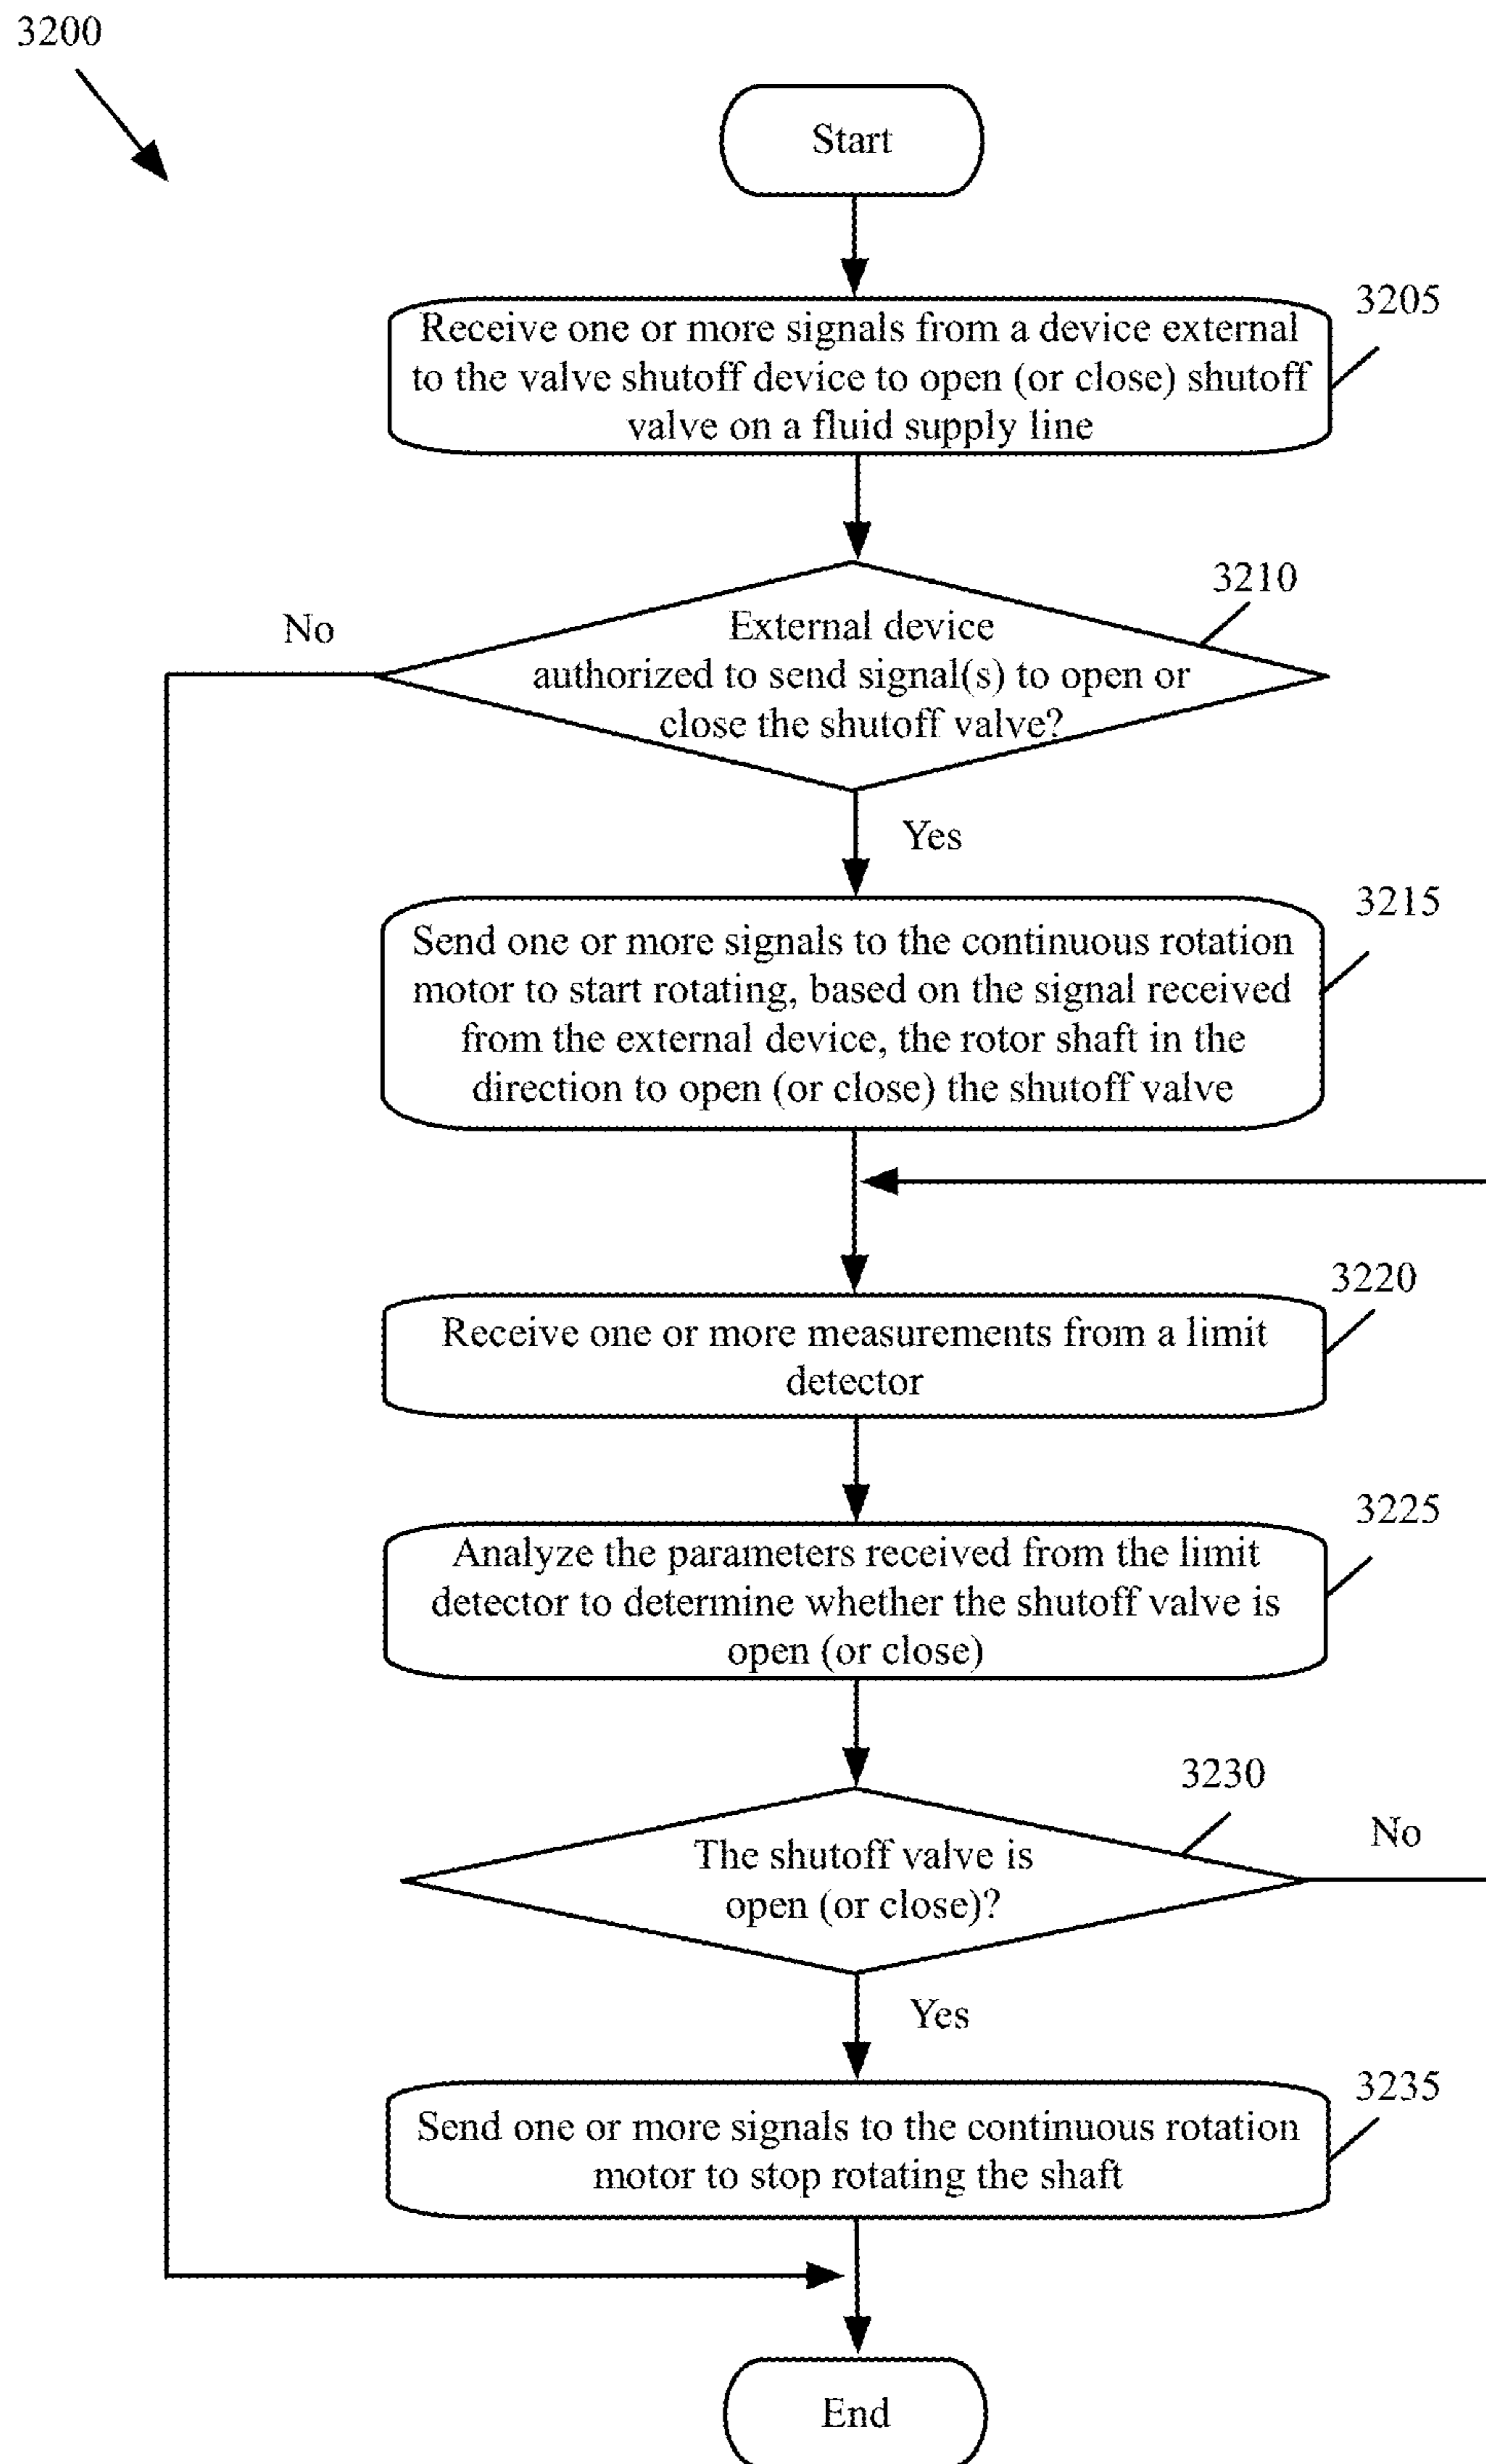 3200
Start
3205
Receive one or more signals from a device external
to the valve shutoff device to open (or close) shutoff
valve on a fluid supply line
3210
No
External device
authorized to send signal(s) to open or
close the shutoff valve?
Yes
3215
Send one or more signals to the continuous rotation
motor to start rotating, based on the signal received
from the external device, the rotor shaft in the
direction to open (or close) the shutoff valve
3220
Receive one or more measurements from a limit
detector
3225
Analyze the parameters received from the limit
detector to determine whether the shutoff valve is
open (or close)
3230
No
The shutoff valve is
open (or close)?
Yes
3235
Send one or more signals to the continuous rotation
motor to stop rotating the shaft
End